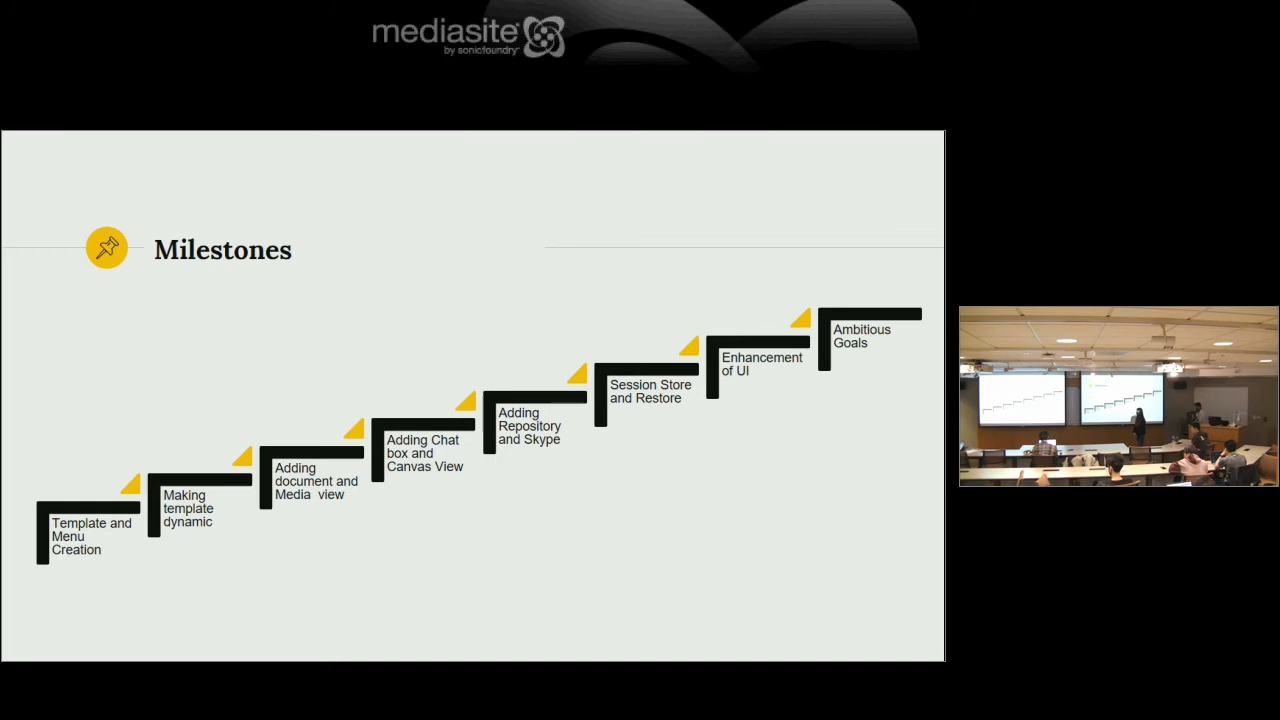 mediasite
by sonicfoundry
Milestones
Template and
Menu
Creation
Making
template
dynamic
Adding
document and
Media view
Adding Chat
box and
Canvas View
Adding
Repository
and Skype
Session Store
and Restore
Enhancement
of UI
Ambitious
Goals